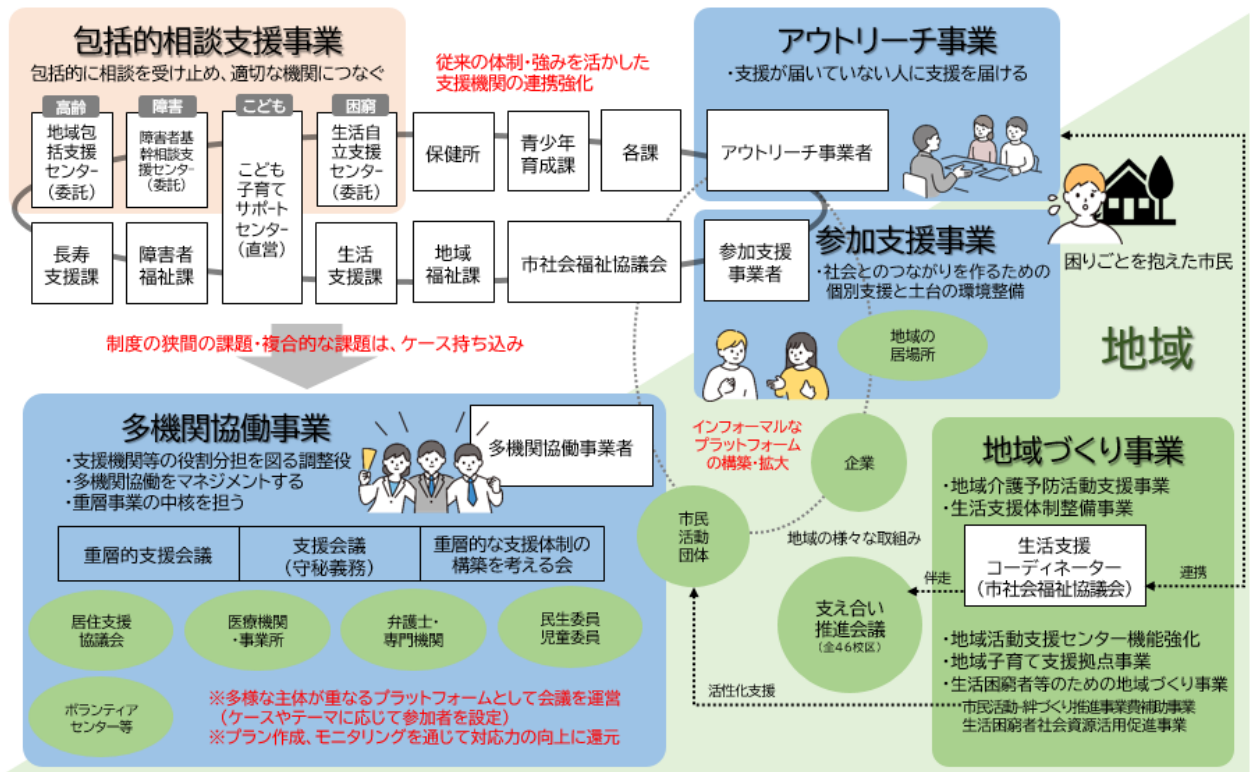 包括的相談支援事業
包括的に相談を受け止め、適切な機関につなぐ
高齢
地域包
括支援
センター
(委託)
障害
障害者基
幹相談支
援センター
(委託)
こども
こども
子育て
サポート
センター
(直営)
困窮
生活自
立支援
センター
(委託)
従来の体制・強みを活かした
支援機関の連携強化
保健所
青少年
育成課
各課
長寿
支援課
障害者
福祉課
生活
支援課
地域
福祉課
市社会福祉協議会
アウトリーチ事業
・支援が届いていない人に支援を届ける
アウトリーチ事業者
参加支援事業
・社会とのつながりを作るための
個別支援と土台の環境整備
参加支援
事業者
地域の
居場所
困りごとを抱えた市民
地域
制度の狭間の課題・複合的な課題は、ケース持ち込み
多機関協働事業
・支援機関等の役割分担を図る調整役
・多機関協働をマネジメントする
・重層事業の中核を担う
多機関協働事業者
重層的支援会議
支援会議
(守秘義務)
重層的な支援体制の
構築を考える会
居住支援
協議会
医療機関
・事業所
弁護士・
専門機関
民生委員
児童委員
ボランティア
センター等
※多様な主体が重なるプラットフォームとして会議を運営
(ケースやテーマに応じて参加者を設定)
※プラン作成、モニタリングを通じて対応力の向上に還元
インフォーマルな
プラットフォーム
の構築・拡大
企業
市民
活動
団体
地域の様々な取組み
支え合い
推進会議
(全46校区)
伴走
連携
活性化支援
地域づくり事業
・地域介護予防活動支援事業
・生活支援体制整備事業
生活支援
コーディネーター
(市社会福祉協議会)
・地域活動支援センター機能強化
・地域子育て支援拠点事業
・生活困窮者等のための地域づくり事業
市民活動・絆づくり推進事業費補助事業
生活困窮者社会資源活用促進事業